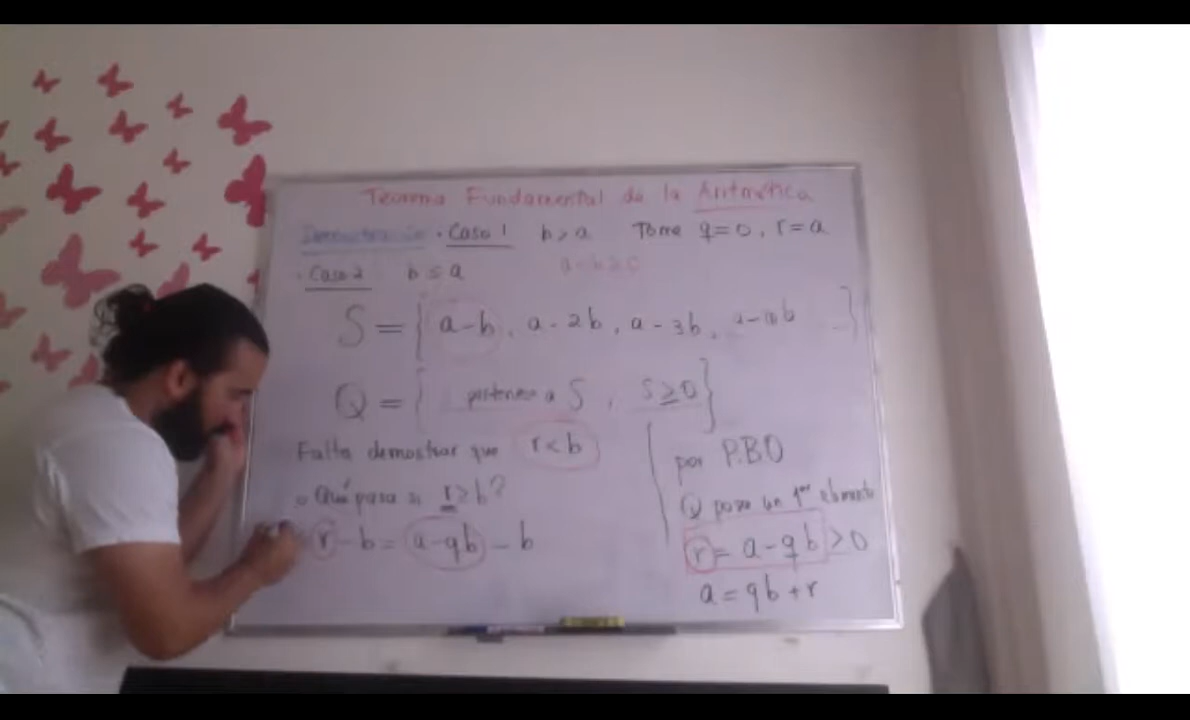 Teorema Fundamental de la Aritmética
Demostración • Caso 1 b > a Tome q=0, r=a
• Caso 2 b ≤ a a-b≥0
S = { a-b, a-2b, a-3b, }
Q = { pertenece a S, S≥0 }
Falta demostrar que r<b
Qué pasa si r≥b?
r-b = a-qb - b
por P.B.O
Q posee un 1er elemento
r = a-qb ≥0
a = qb+r